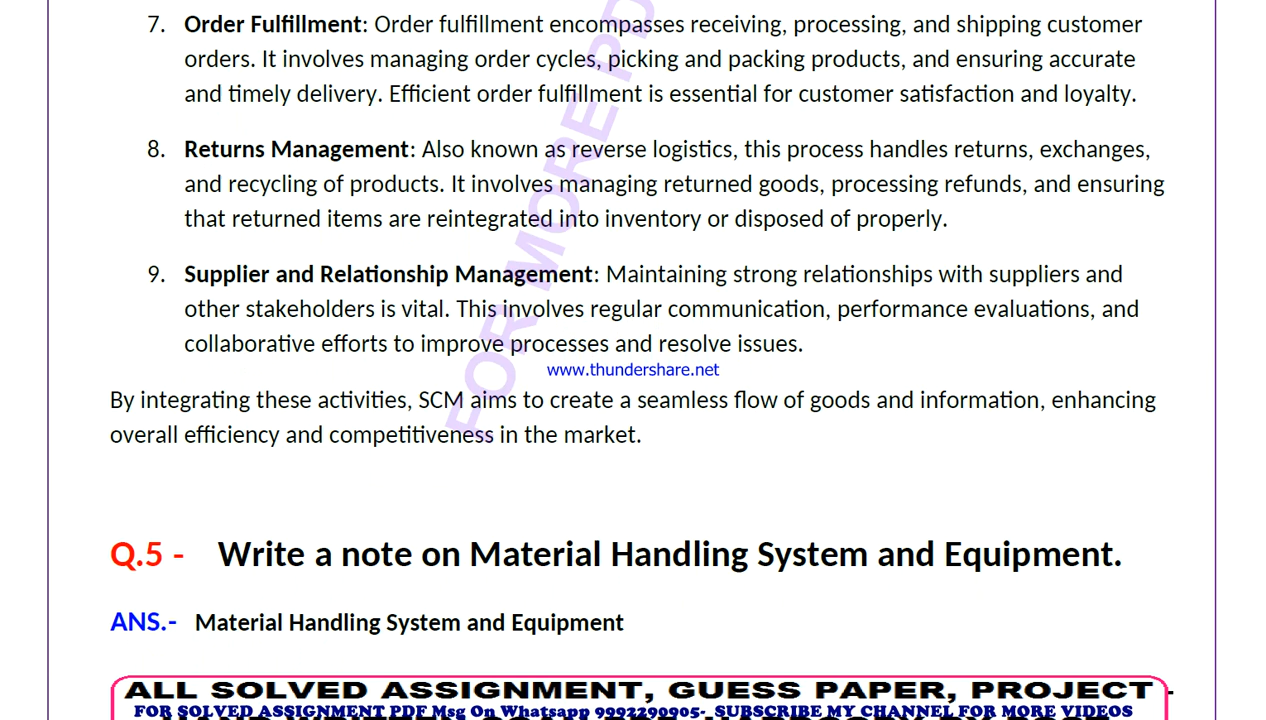 7. Order Fulfillment: Order fulfillment encompasses receiving, processing, and shipping customer
orders. It involves managing order cycles, picking and packing products, and ensuring accurate
and timely delivery. Efficient order fulfillment is essential for customer satisfaction and loyalty.
8. Returns Management: Also known as reverse logistics, this process handles returns, exchanges,
and recycling of products. It involves managing returned goods, processing refunds, and ensuring
that returned items are reintegrated into inventory or disposed of properly.
9. Supplier and Relationship Management: Maintaining strong relationships with suppliers and
other stakeholders is vital. This involves regular communication, performance evaluations, and
collaborative efforts to improve processes and resolve issues.
www.thundershare.net
By integrating these activities, SCM aims to create a seamless flow of goods and information, enhancing
overall efficiency and competitiveness in the market.
FOR MORE PD
Q.5 - Write a note on Material Handling System and Equipment.
ANS.- Material Handling System and Equipment
ALL SOLVED ASSIGNMENT, GUESS PAPER, PROJECT -
FOR SOLVED ASSIGNMENT PDF Msg On Whatsapp 9992290905-  SUBSCRIBE MY CHANNEL FOR MORE VIDEOS